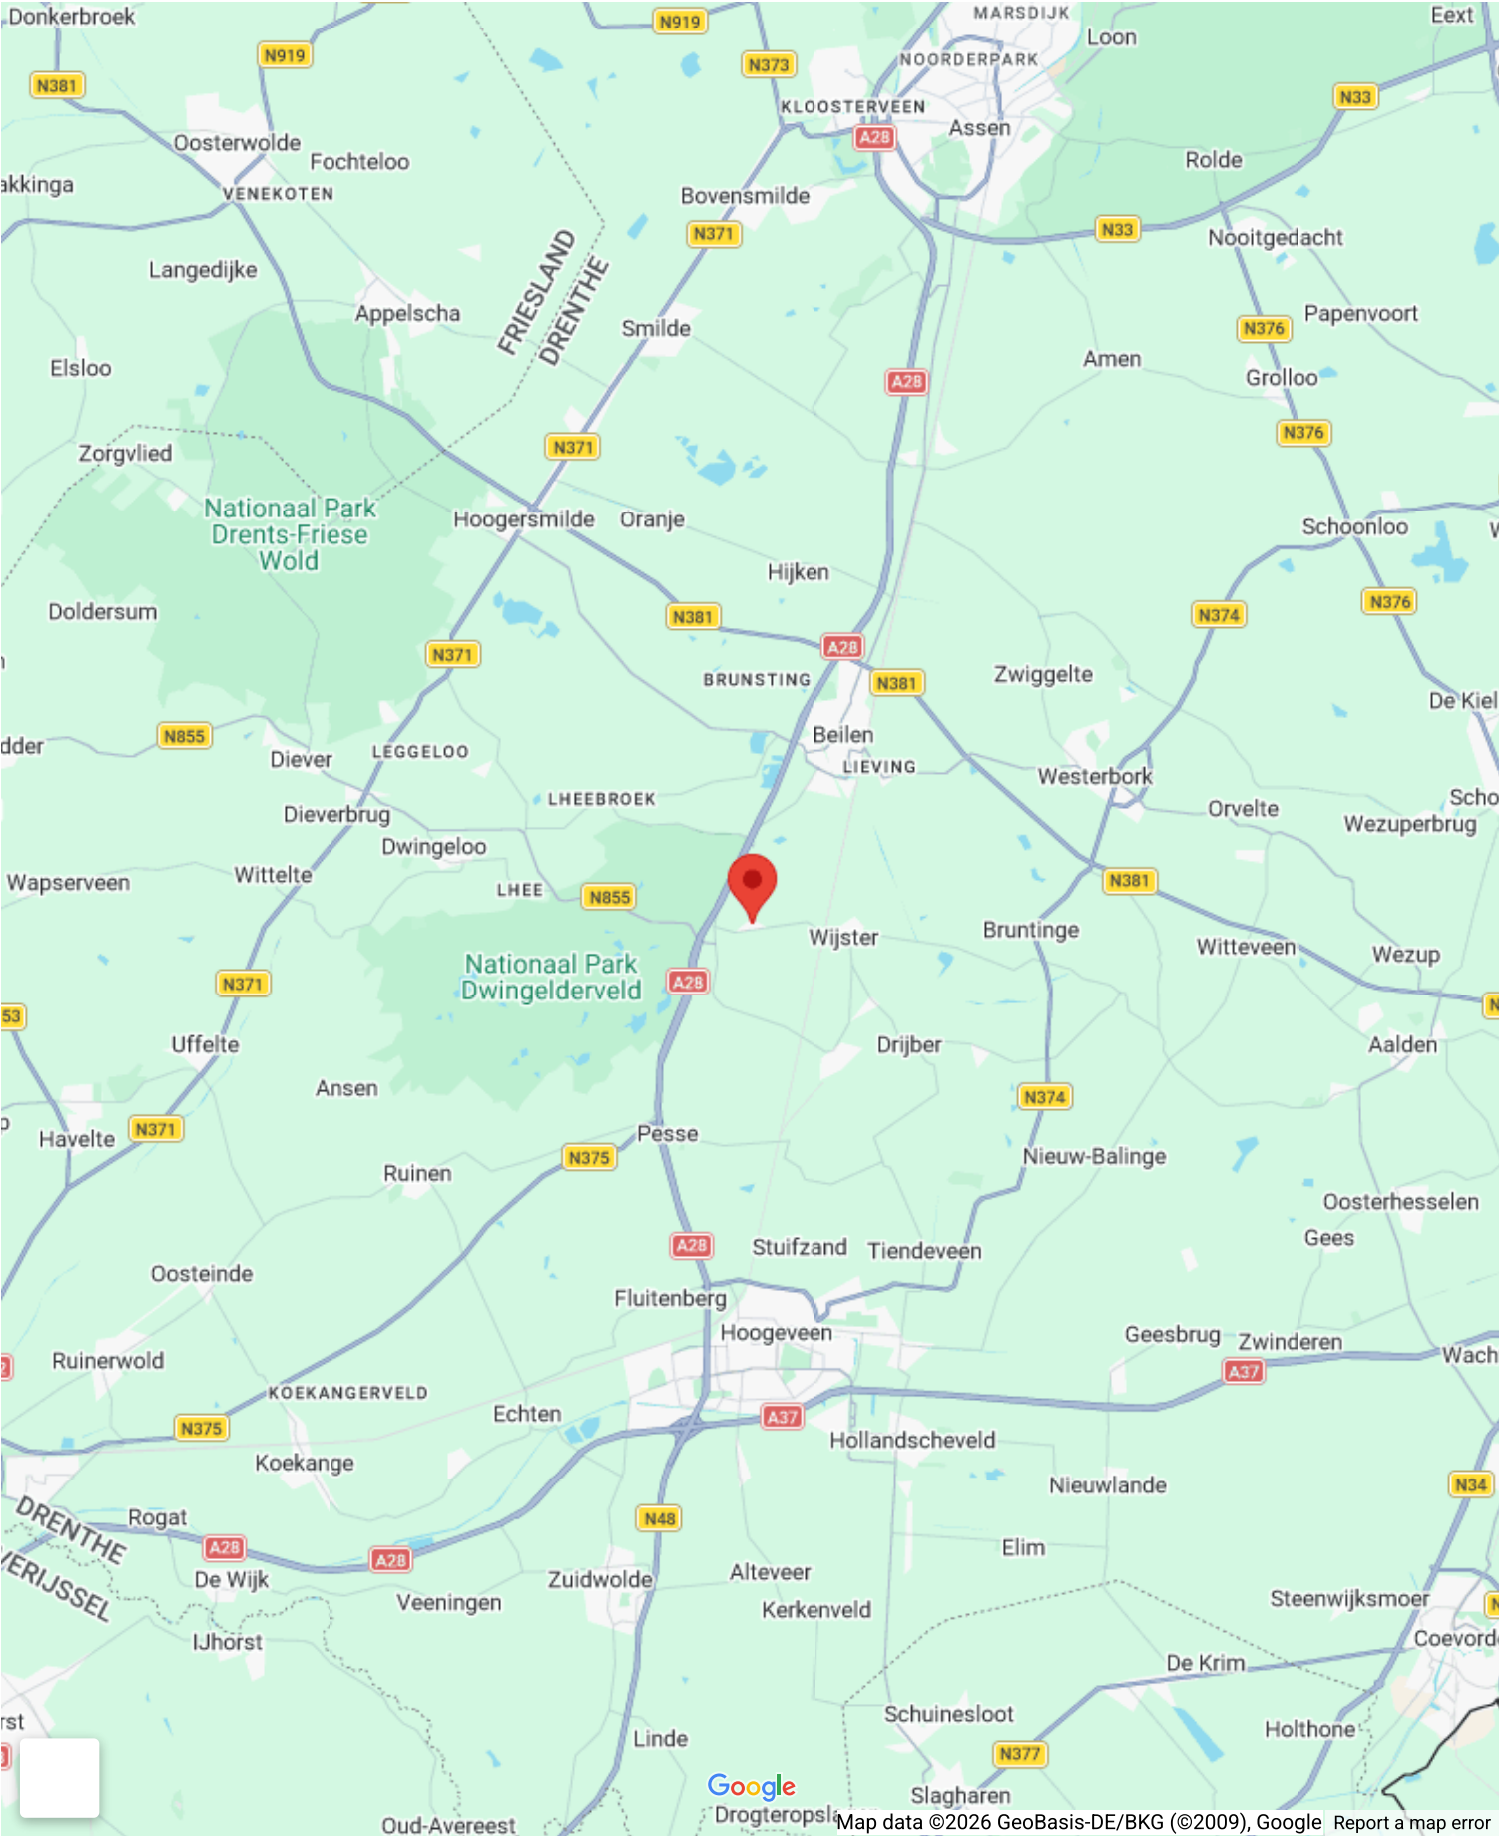 Donkerbroek
N919
MARSDIJK
Eext
Loon
N919
N373
NOORDERPARK
N381
N33
KLOOSTERVEEN
A28
Assen
Oosterwolde
Fochteloo
Rolde
akkinga
VENEKOTEN
Bovensmilde
N371
N33
Nooitgedacht
Langedijke
FRIESLAND
DRENTHE
Appelscha
Smilde
Papenvoort
N376
Elsloo
Amen
Grolloo
A28
N371
N376
Zorgvlied
Nationaal Park
Drents-Friese
Wold
Hoogersmilde
Oranje
Schoonloo
Hijken
Doldersum
N381
N374
N376
N371
A28
BRUNSTING
N381
Zwiggelte
De Kiel
N855
Beilen
dder
Diever
LEGGELOO
LIEVING
Westerbork
LHEEBROEK
Scho
Dieverbrug
Orvelte
Wezuperbrug
Dwingeloo
Wapserveen
Wittelte
LHEE
N855
N381
Wijster
Bruntinge
Witteveen
Wezup
Nationaal Park
Dwingelderveld
N371
A28
53
Uffelte
Drijber
Aalden
Ansen
N374
Havelte
N371
Pesse
N375
Ruinen
Nieuw-Balinge
Oosterhesselen
Gees
A28
Stuifzand
Tiendeveen
Oosteinde
Fluitenberg
Hoogeveen
Geesbrug
Zwinderen
Wach
Ruinerwold
A37
KOEKANGERVELD
Echten
A37
N375
Hollandscheveld
Koekange
Nieuwlande
N34
DRENTHE
VERIJSSEL
Rogat
N48
A28
A28
Elim
De Wijk
Zuidwolde
Alteveer
Veeningen
Kerkenveld
Steenwijksmoer
IJhorst
Coevorde
De Krim
rst
Schuinesloot
Linde
Holthone
N377
Google
Slagharen
Drogteropsla
Oud-Avereest
Map data ©2026 GeoBasis-DE/BKG (©2009), Google
Report a map error